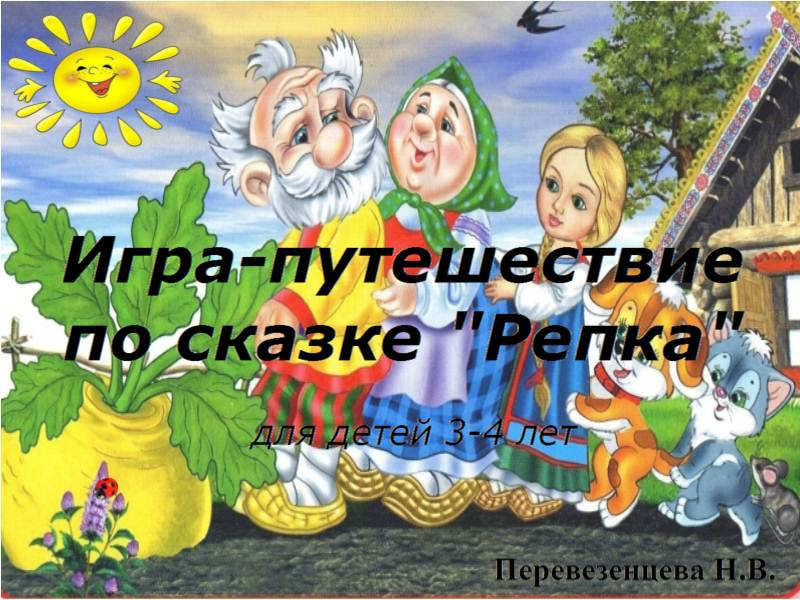 Игра-путешествие
по сказке "Репка"
для детей 3-4 лет
Перевезенцева Н.В.